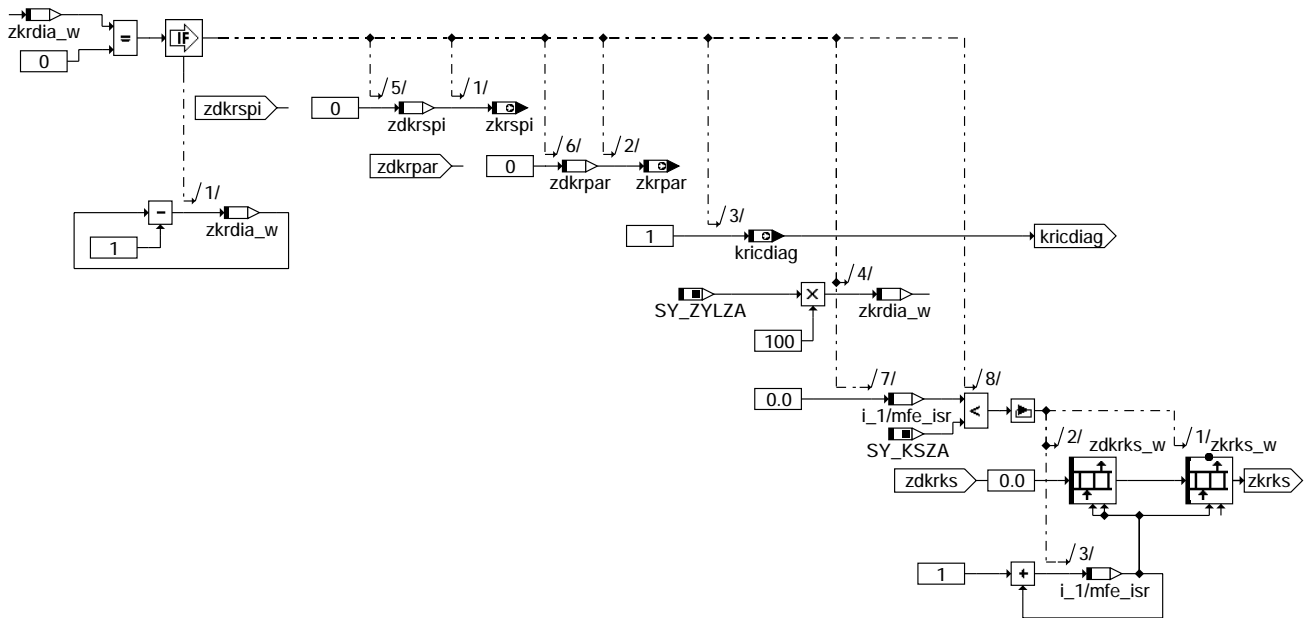 zkrdia_w
=
IF
0
/5/
/1/
zdkrspi
0
zdkrspi
zkrspi
/6/
/2/
zdkrpar
0
zdkrpar
zkrpar
/1/
-
zkrdia_w
1
/3/
1
kricdiag
kricdiag
/4/
SY_ZYLZA
×
zkrdia_w
100
/7/
/8/
0.0
i_1/mfe_isr
<
SY_KSZA
/2/
zdkrks_w
/1/
zkrks_w
zdkrks
0.0
zkrks
/3/
1
+
i_1/mfe_isr